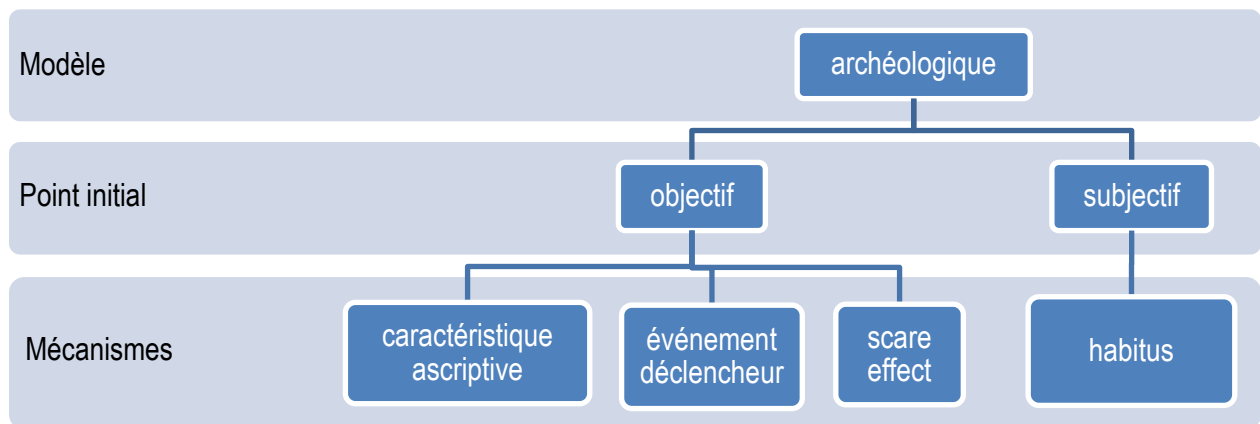 Modèle
archéologique
Point initial
objectif
subjectif
Mécanismes
caractéristique
ascriptive
événement
déclencheur
scare
effect
habitus